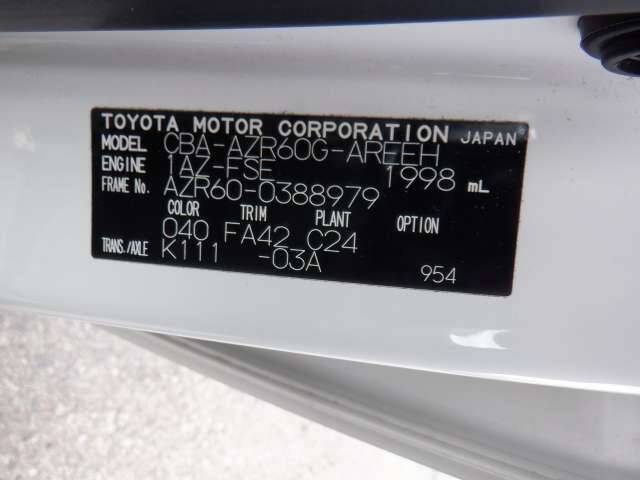 TOYOTA MOTOR CORPORATION JAPAN
MODEL CBA-AZR60G-AREEH
ENGINE 1AZ-FSE 1998 mL
FRAME No. AZR60-0388979
COLOR TRIM PLANT OPTION
040 FA42 C24
TRANS./AXLE K111 -03A 954